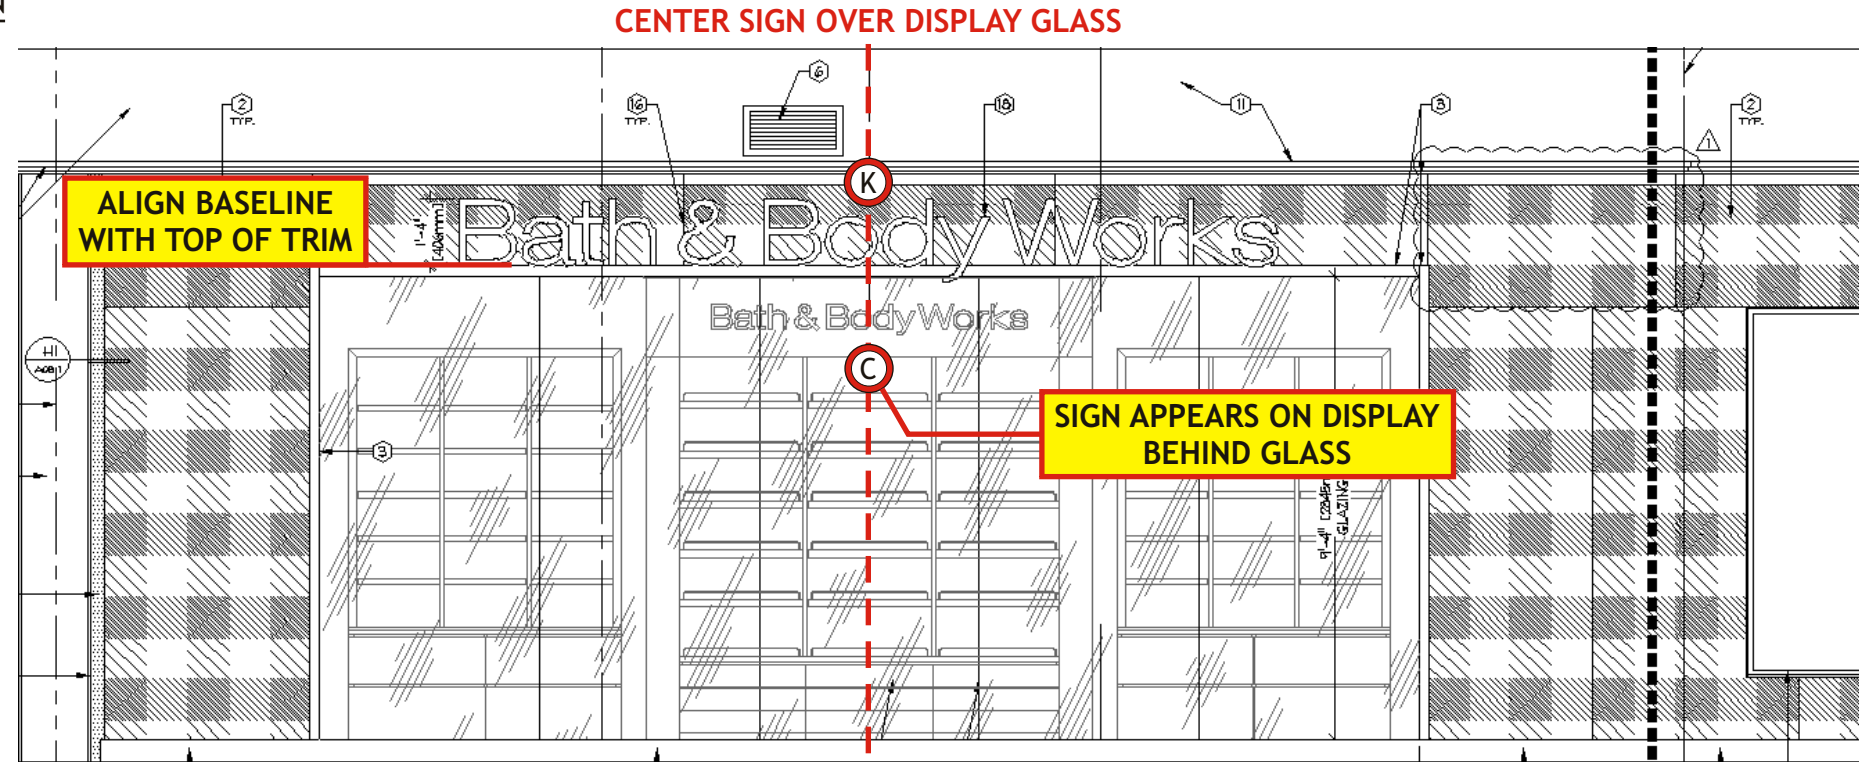 N
CENTER SIGN OVER DISPLAY GLASS
6
2
TYP.
16
TYP.
18
11
3
2
TYP.
1
K
ALIGN BASELINE
WITH TOP OF TRIM
1'-4"
[406mm]
Bath & Body Works
Bath & Body Works
H1
C
SIGN APPEARS ON DISPLAY
BEHIND GLASS
3
9'-4" [2845m
GLAZING